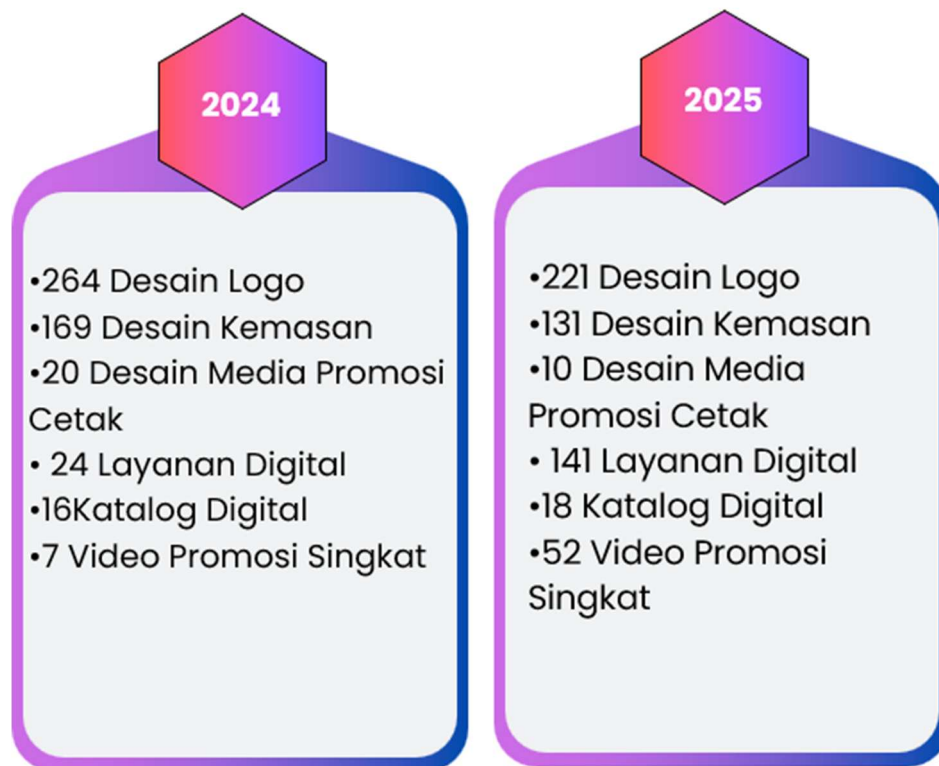 2024
•264 Desain Logo
•169 Desain Kemasan
•20 Desain Media Promosi
Cetak
• 24 Layanan Digital
•16Katalog Digital
•7 Video Promosi Singkat
2025
•221 Desain Logo
•131 Desain Kemasan
•10 Desain Media
Promosi Cetak
• 141 Layanan Digital
•18 Katalog Digital
•52 Video Promosi
Singkat